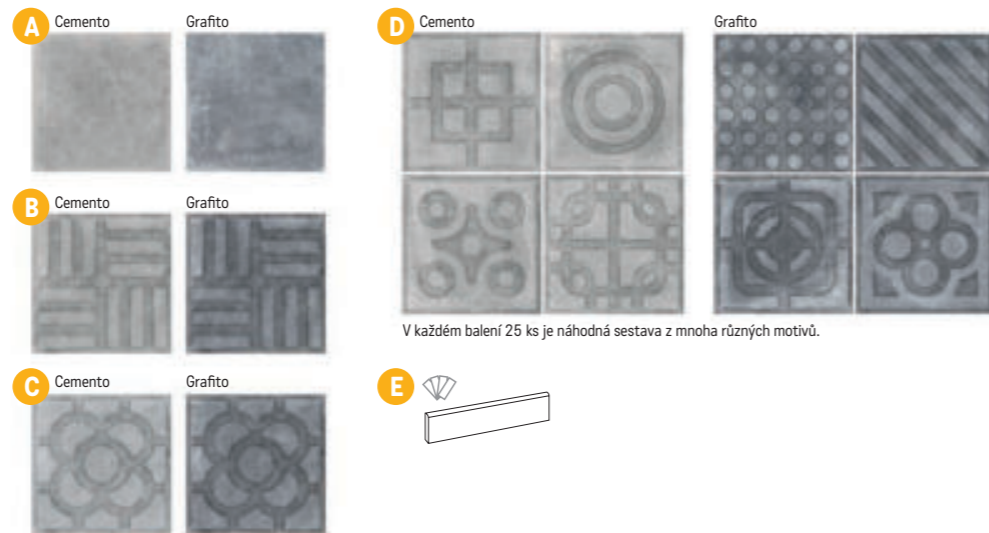 A Cemento Grafito
B Cemento Grafito
C Cemento Grafito
D Cemento Grafito
V každém balení 25 ks je náhodná sestava z mnoha různých motivů.
E